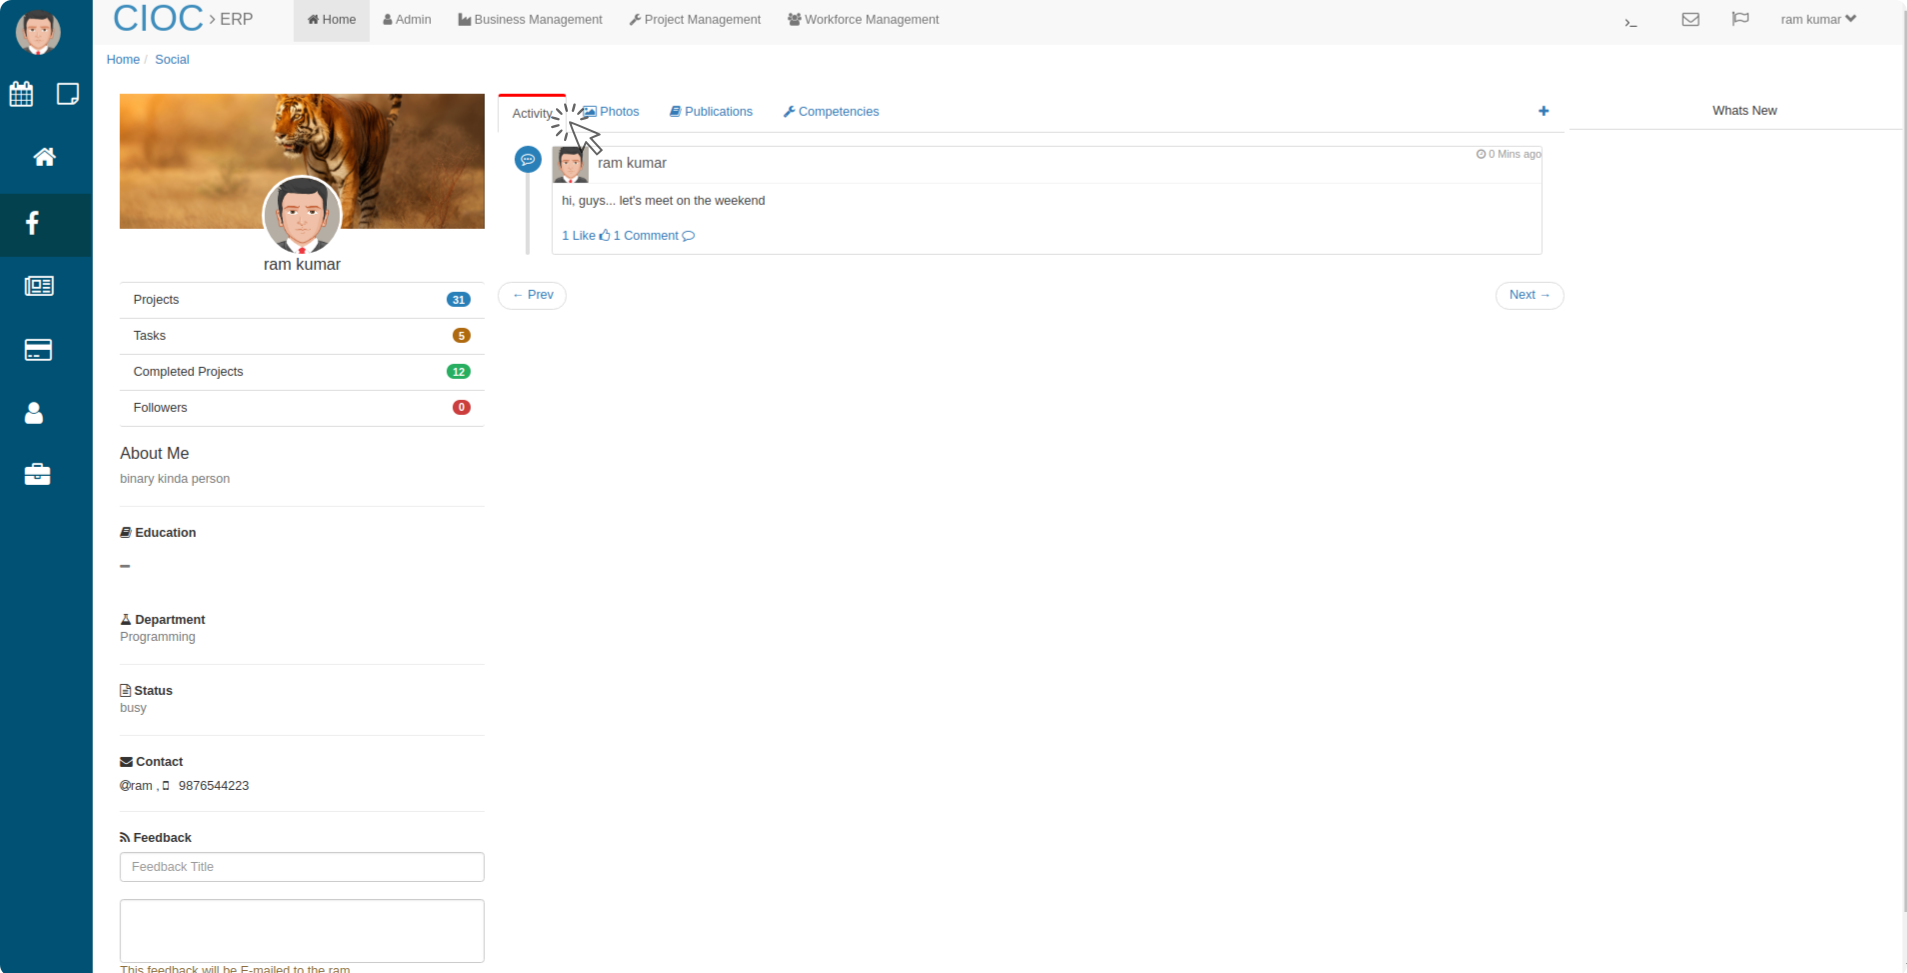 CIOC > ERP
Home
Admin
Business Management
Project Management
Workforce Management
ram kumar
Home / Social
ram kumar
Projects 31
Tasks 5
Completed Projects 12
Followers 0
About Me
binary kinda person
Education
Department
Programming
Status
busy
Contact
@ram , 9876544223
Feedback
Feedback Title
This feedback will be E-mailed to the ram
Activity
Photos
Publications
Competencies
ram kumar
0 Mins ago
hi, guys... let's meet on the weekend
1 Like 1 Comment
← Prev
Next →
Whats New